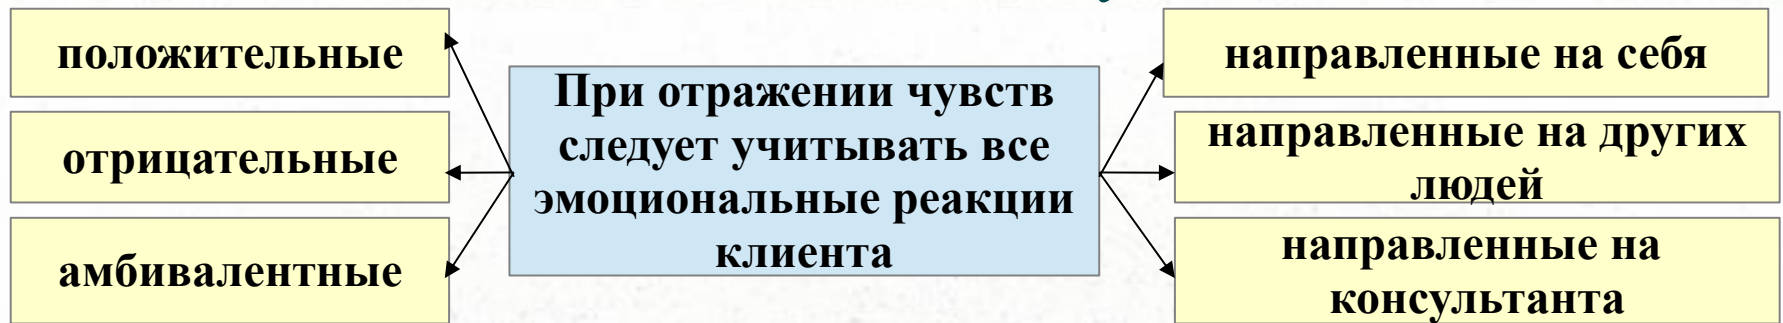 положительные
отрицательные
амбивалентные
При отражении чувств
следует учитывать все
эмоциональные реакции
клиента
направленные на себя
направленные на других
людей
направленные на
консультанта